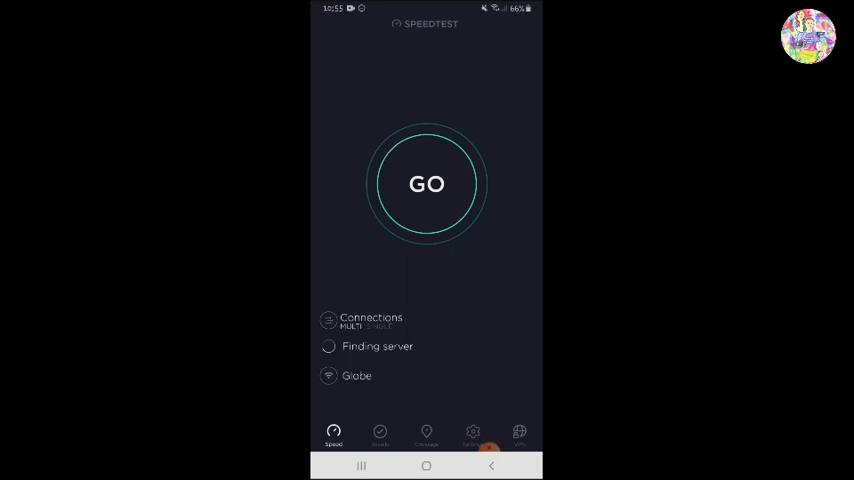 10:55
66%
SPEEDTEST
GO
Connections
MULTI SINGLE
Finding server
Globe
Speed
Results
Coverage
Settings
VPN